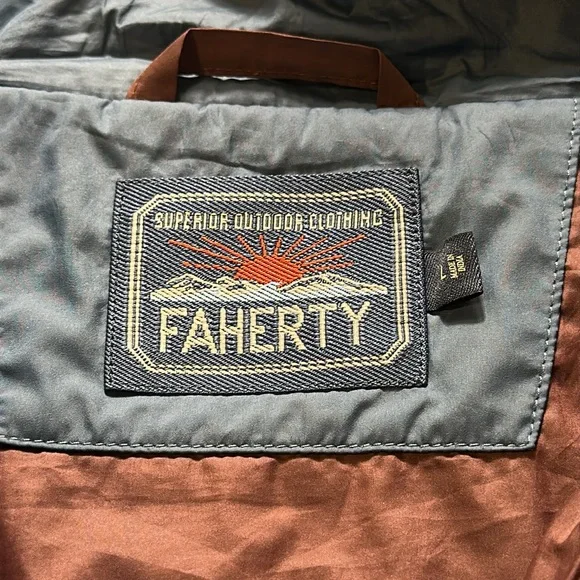 SUPERIOR·OUTDOOR·CLOTHING
FAHERTY
L
MADE IN
INDIA